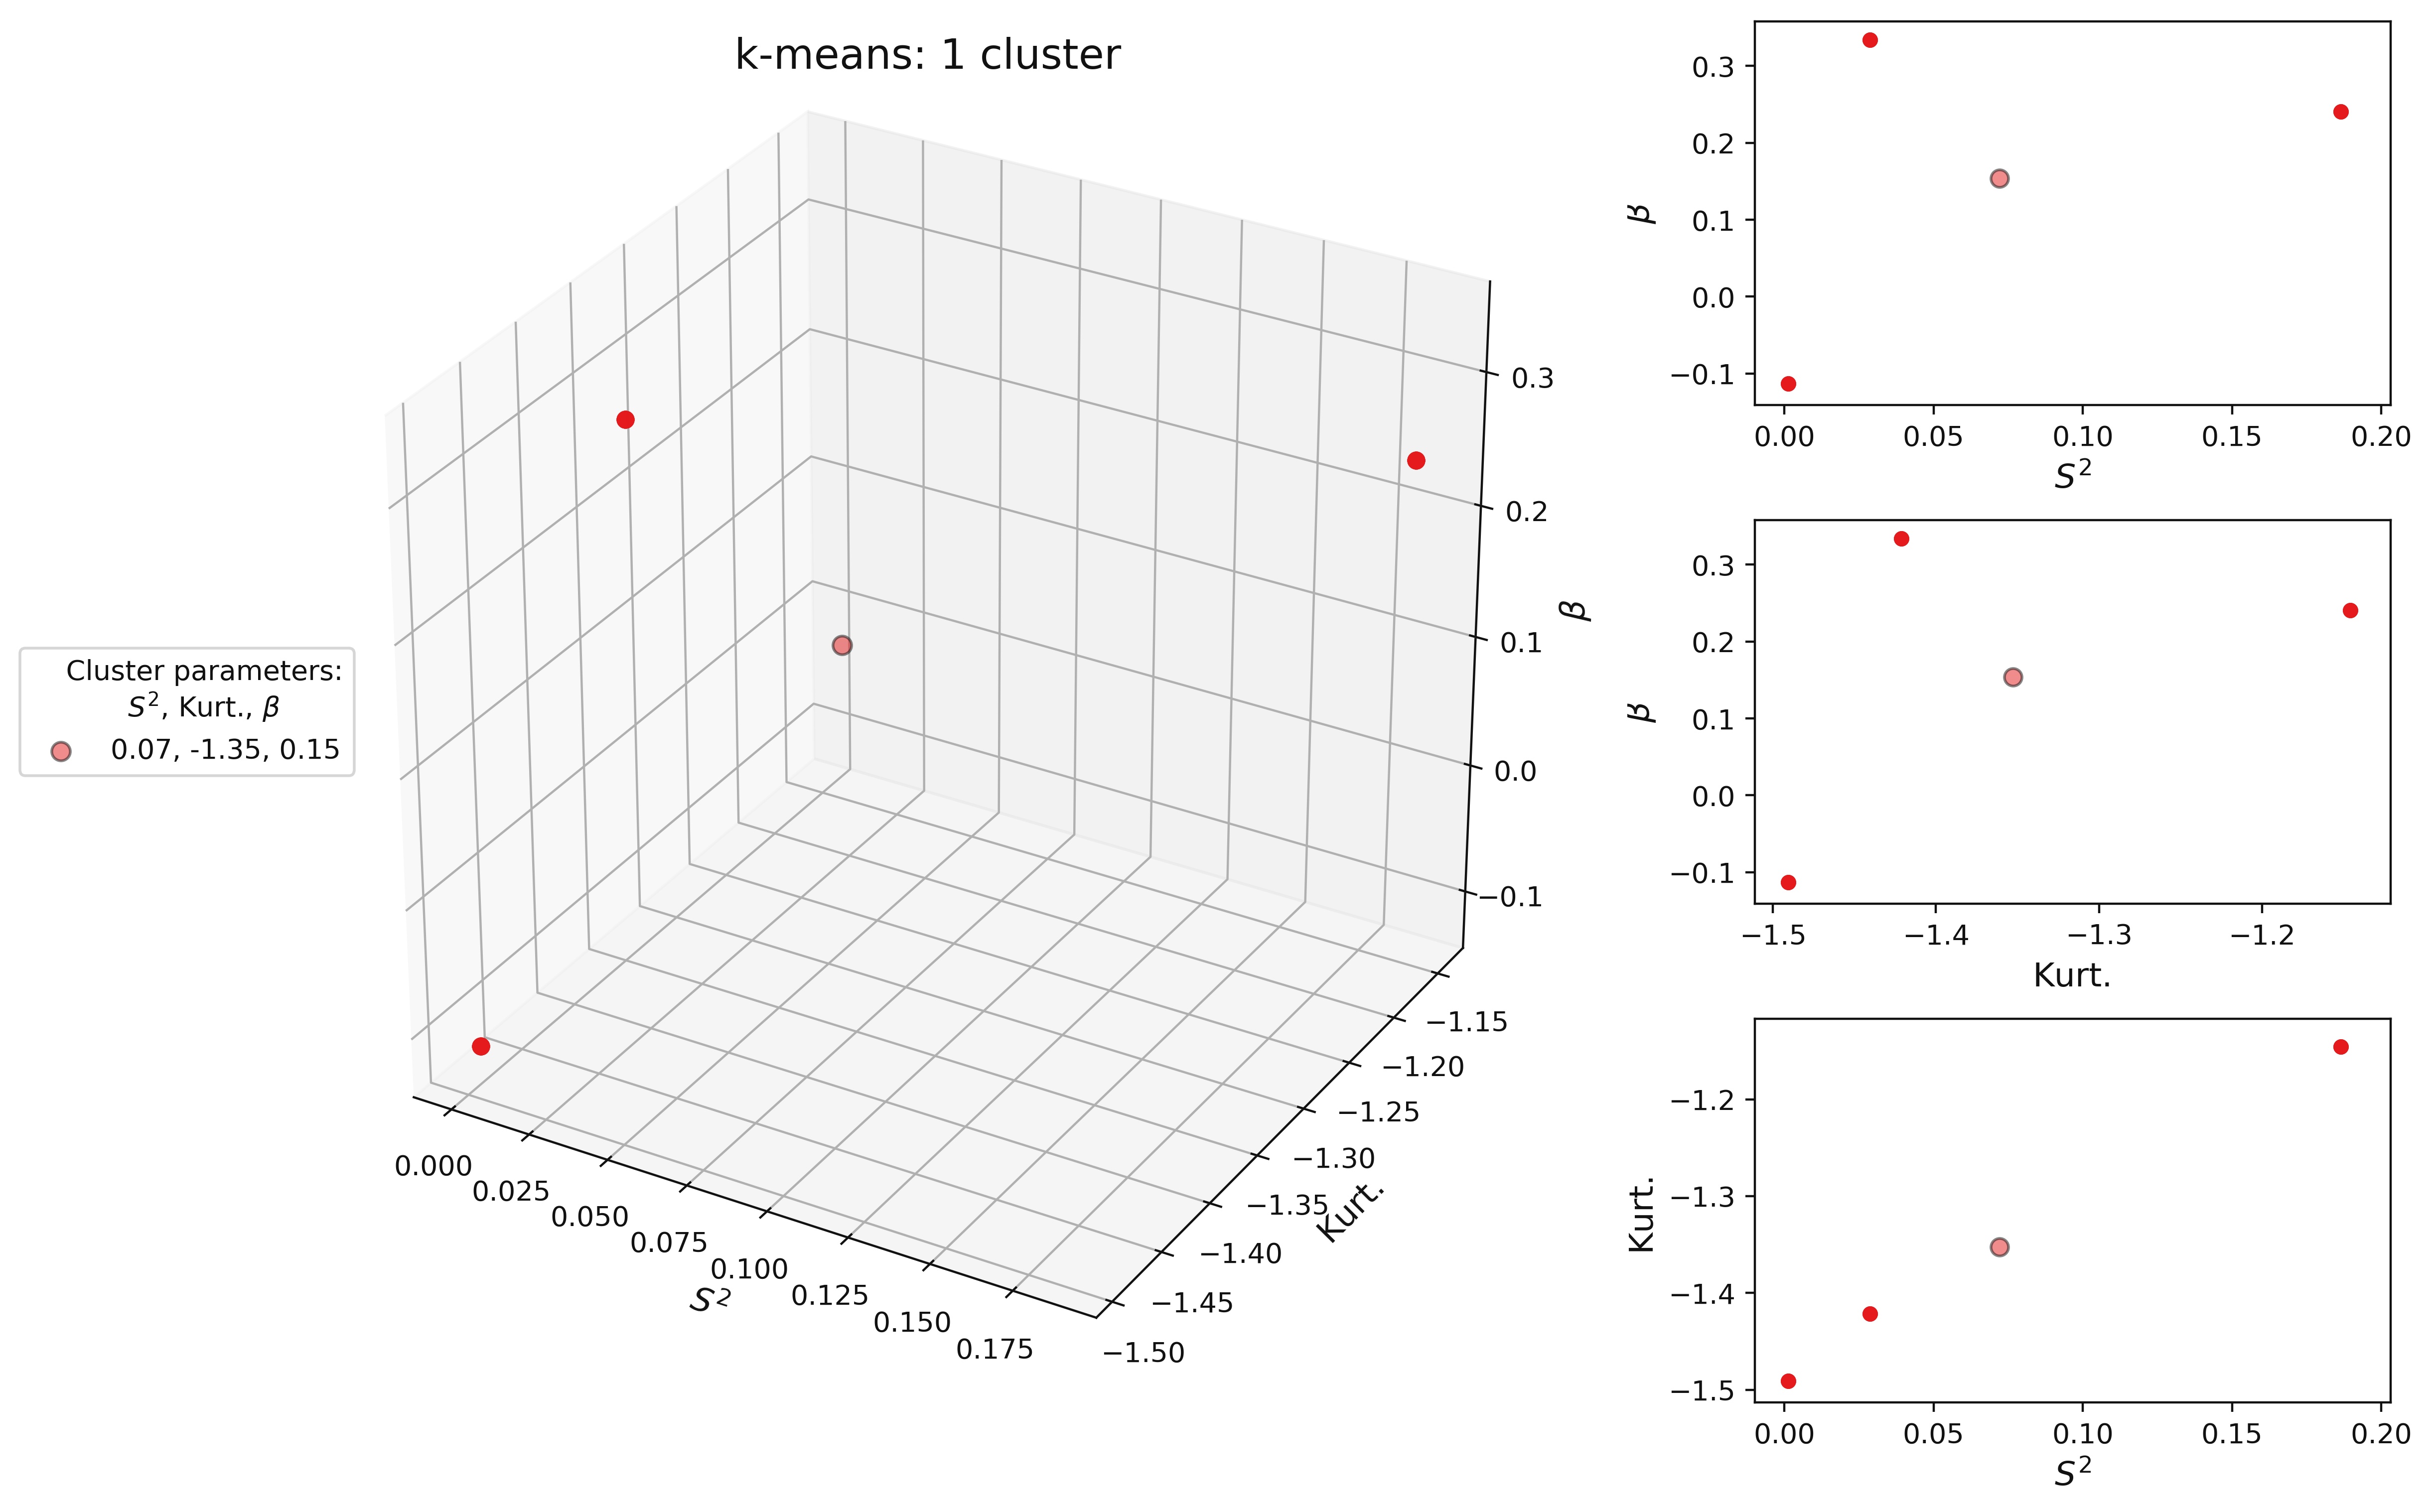 k-means: 1 cluster
Cluster parameters:
S², Kurt., β
0.07, -1.35, 0.15
0.3
0.2
0.1
0.0
−0.1
β
−1.15
−1.20
−1.25
−1.30
−1.35
−1.40
−1.45
−1.50
Kurt.
0.000
0.025
0.050
0.075
0.100
0.125
0.150
0.175
S²
0.3
0.2
0.1
0.0
−0.1
β
0.00 0.05 0.10 0.15 0.20
S²
0.3
0.2
0.1
0.0
−0.1
β
−1.5 −1.4 −1.3 −1.2
Kurt.
−1.2
−1.3
−1.4
−1.5
Kurt.
0.00 0.05 0.10 0.15 0.20
S²